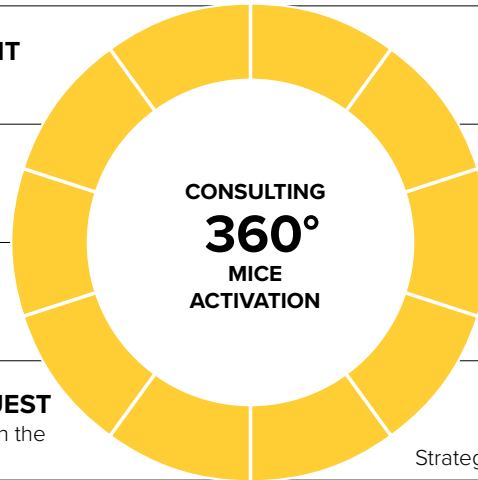 IT
CONSULTING
360°
MICE
ACTIVATION
UEST
n the
Strateg